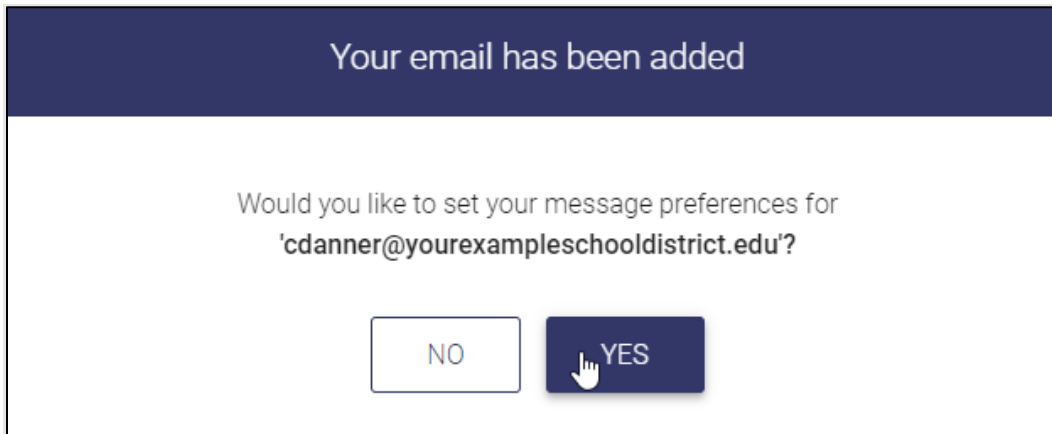 Your email has been added
Would you like to set your message preferences for
'cdanner@yourexampleschooldistrict.edu'?
NO
YES